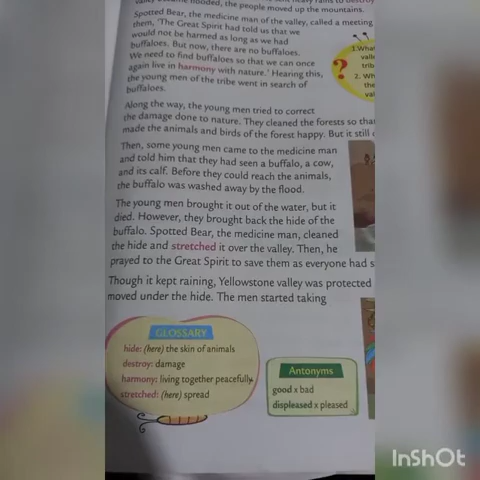 valley became flooded, the people moved up the mountains.
Spotted Bear, the medicine man of the valley, called a meeting
them, 'The Great Spirit had told us that we
would not be harmed as long as we had
buffaloes. But now, there are no buffaloes.
We need to find buffaloes so that we can once
again live in harmony with nature.' Hearing this,
the young men of the tribe went in search of
buffaloes.
1. What
valle
trib
?
2. Wh
the
val
Along the way, the young men tried to correct
the damage done to nature. They cleaned the forests so tha
made the animals and birds of the forest happy. But it still
Then, some young men came to the medicine man
and told him that they had seen a buffalo, a cow,
and its calf. Before they could reach the animals,
the buffalo was washed away by the flood.
The young men brought it out of the water, but it
died. However, they brought back the hide of the
buffalo. Spotted Bear, the medicine man, cleaned
the hide and stretched it over the valley. Then, he
prayed to the Great Spirit to save them as everyone had s
Though it kept raining, Yellowstone valley was protected
moved under the hide. The men started taking
GLOSSARY
hide: (here) the skin of animals
destroy: damage
harmony: living together peacefully
stretched: (here) spread
Antonyms
good x bad
displeased x pleased
InShOt